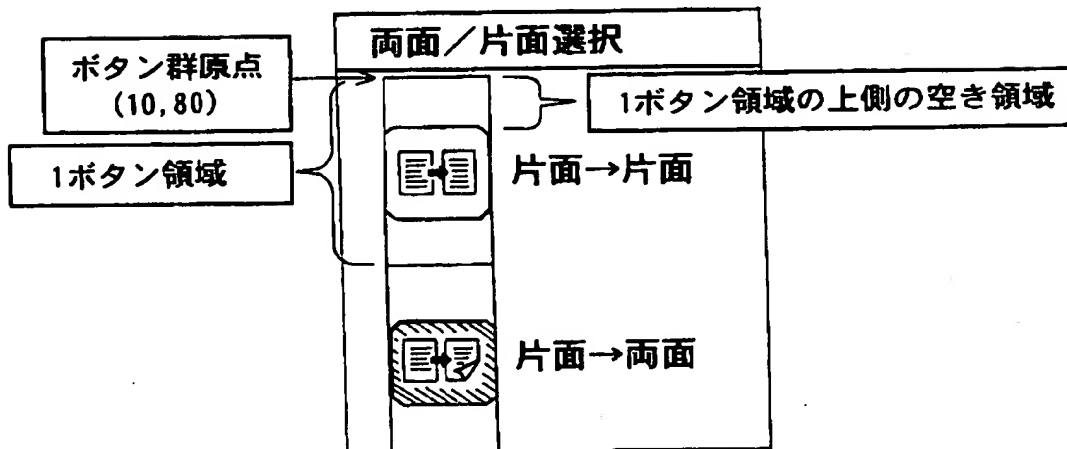 両面/片面選択
ボタン群原点
(10,80)
1ボタン領域の上側の空き領域
1ボタン領域
片面→片面
片面→両面